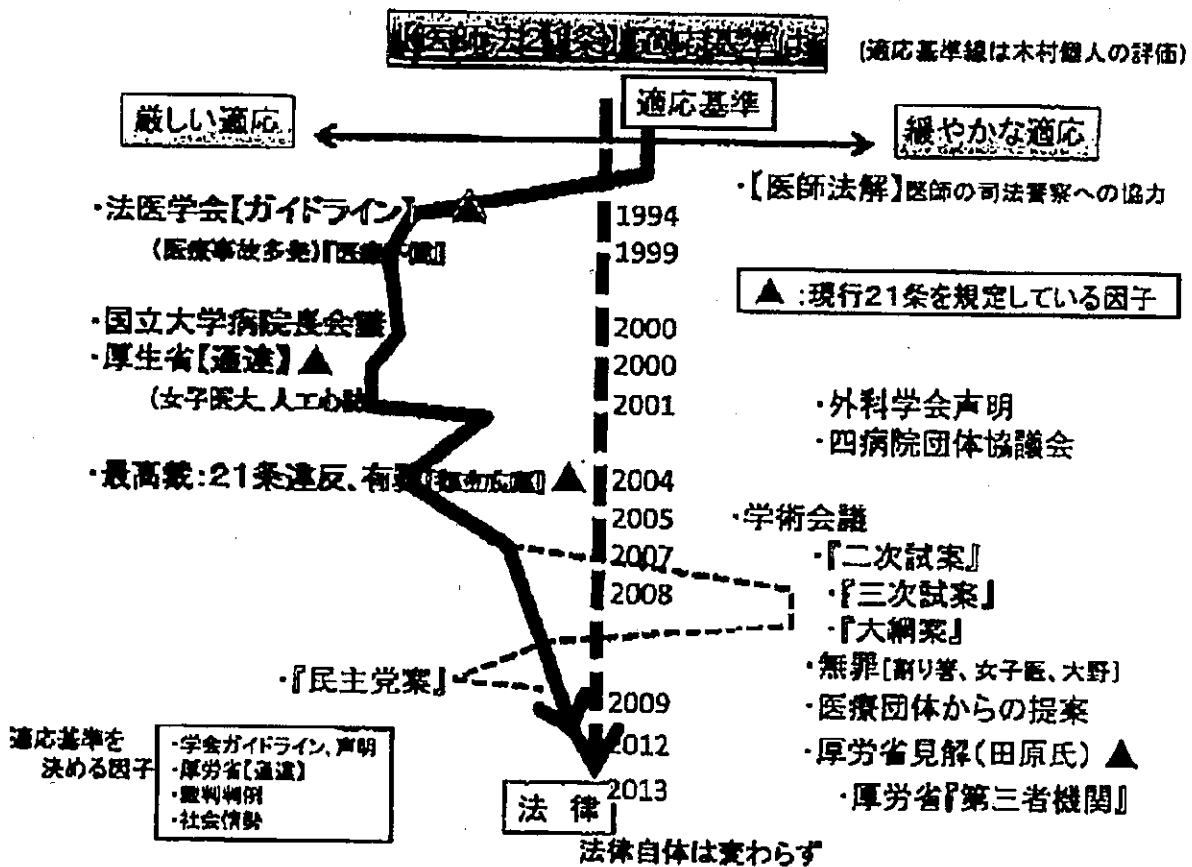 【医師法21条】適応基準は
(適応基準線は木村個人の評価)
適応基準
厳しい適応
緩やかな適応
・【医師法解】医師の司法警察への協力
・法医学会【ガイドライン】▲
1994
(医療事故多発)
1999
▲:現行21条を規定している因子
・国立大学病院長会議
2000
・厚生省【通達】▲
2000
(女子医大、人工心肺
2001
・外科学会声明
・四病院団体協議会
・最高裁:21条違反、有罪
▲
2004
2005
・学術会議
2007
・『二次試案』
2008
・『三次試案』
・『大綱案』
・無罪[割り箸、女子医、大野]
・『民主党案』
2009
・医療団体からの提案
適応基準を
決める因子
・学会ガイドライン、声明
・厚労省【通達】
・裁判判例
・社会情勢
2012
・厚労省見解(田原氏)▲
2013
・厚労省『第三者機関』
法律
法律自体は変わらず